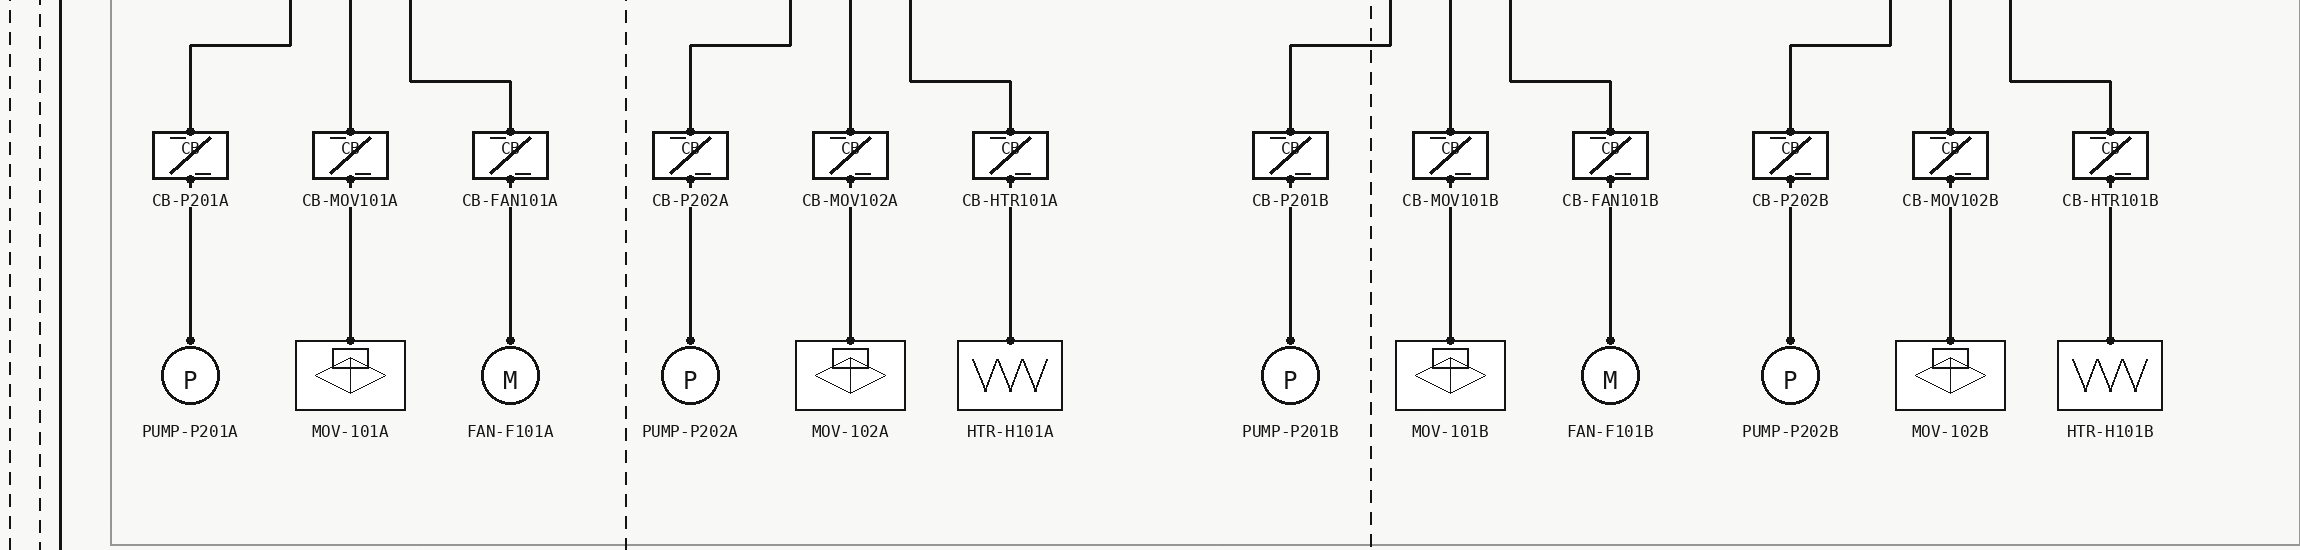 CB CB CB CB CB CB CB CB CB CB CB CB
CB-P201A CB-MOV101A CB-FAN101A CB-P202A CB-MOV102A CB-HTR101A CB-P201B CB-MOV101B CB-FAN101B CB-P202B CB-MOV102B CB-HTR101B
P M P P M P
PUMP-P201A MOV-101A FAN-F101A PUMP-P202A MOV-102A HTR-H101A PUMP-P201B MOV-101B FAN-F101B PUMP-P202B MOV-102B HTR-H101B